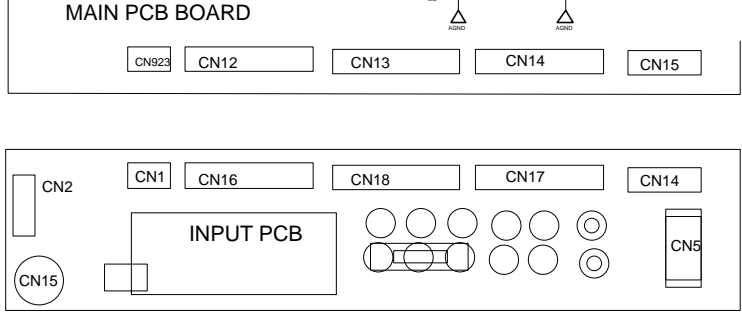 MAIN PCB BOARD
AGND AGND
CN923 CN12 CN13 CN14 CN15
CN2 CN1 CN16 CN18 CN17 CN14
INPUT PCB
CN5
CN15